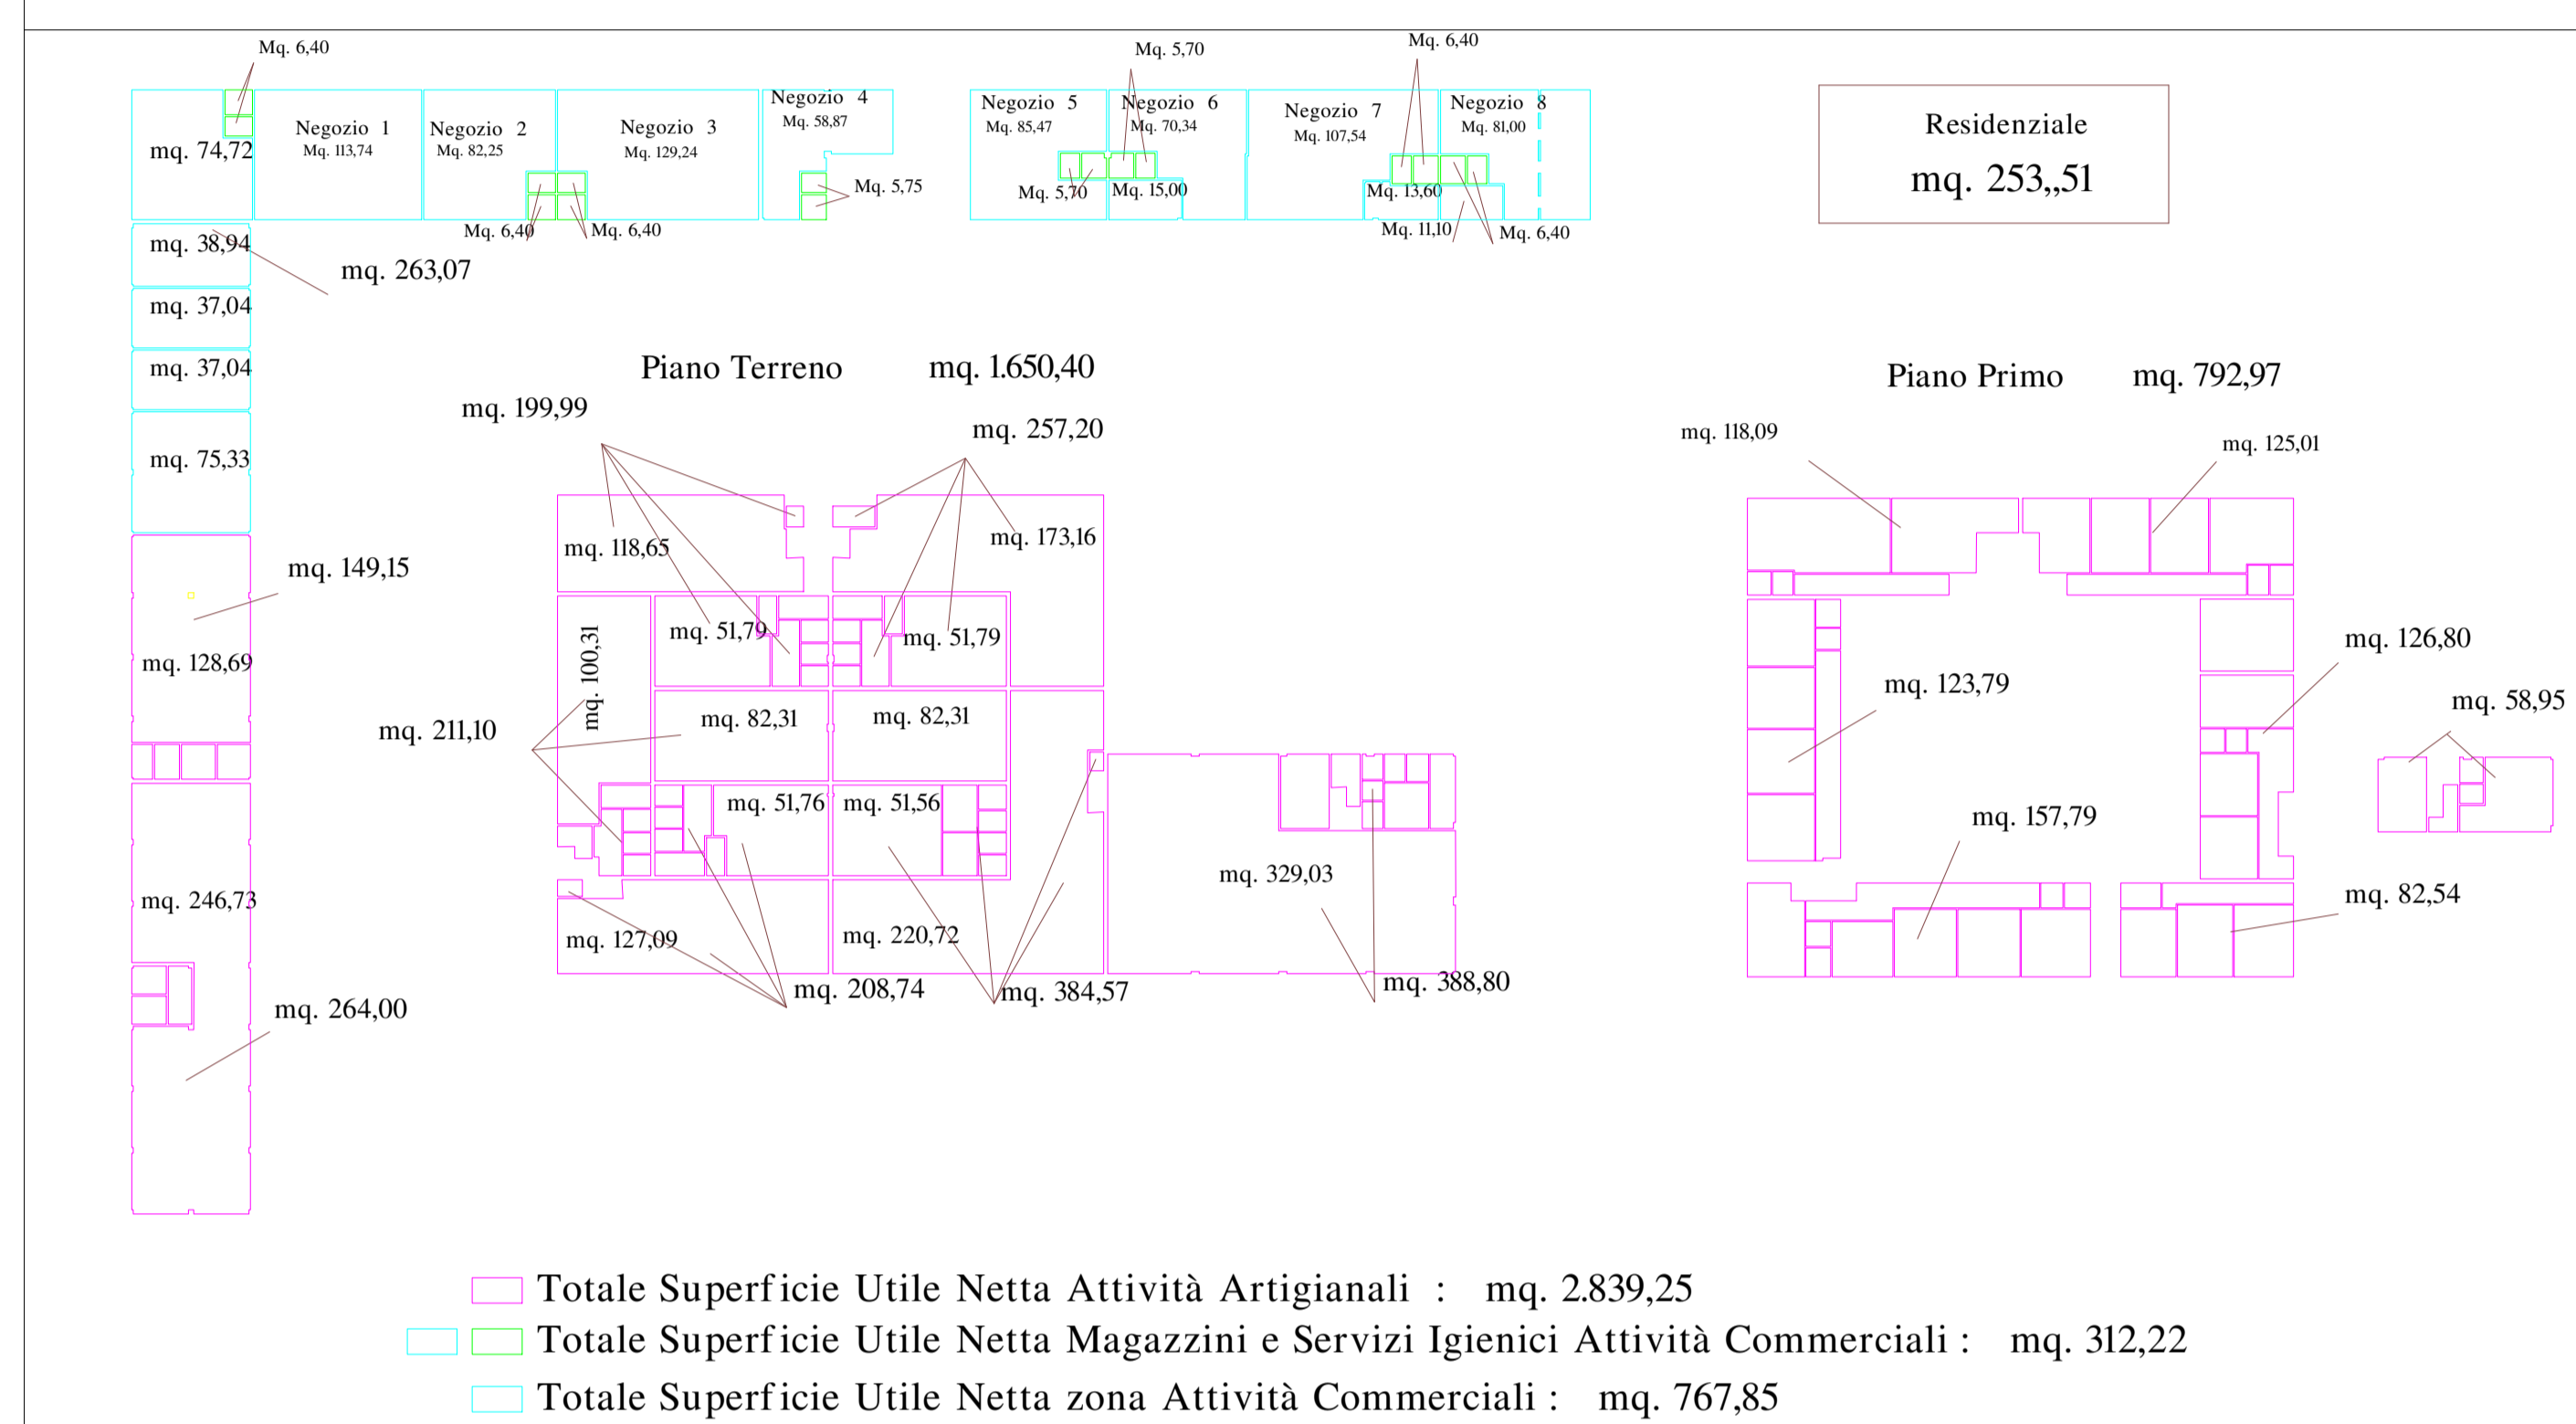 Mq. 6,40
Mq. 5,70
Mq. 6,40
mq. 74,72
Negozio 1
Mq. 113,74
Negozio 2
Mq. 82,25
Negozio 3
Mq. 129,24
Negozio 4
Mq. 58,87
Mq. 5,75
Mq. 6,40
Mq. 6,40
Negozio 5
Mq. 85,47
Negozio 6
Mq. 70,34
Negozio 7
Mq. 107,54
Negozio 8
Mq. 81,00
Mq. 5,70
Mq. 15,00
Mq. 13,60
Mq. 11,10
Mq. 6,40
Residenziale
mq. 253,,51
mq. 38,94
mq. 263,07
mq. 37,04
mq. 37,04
mq. 75,33
mq. 149,15
mq. 128,69
mq. 246,73
mq. 264,00
Piano Terreno mq. 1.650,40
mq. 199,99
mq. 257,20
mq. 118,65
mq. 173,16
mq. 100,31
mq. 51,79
mq. 51,79
mq. 211,10
mq. 82,31
mq. 82,31
mq. 51,76
mq. 51,56
mq. 127,09
mq. 220,72
mq. 329,03
mq. 208,74
mq. 384,57
mq. 388,80
Piano Primo mq. 792,97
mq. 118,09
mq. 125,01
mq. 123,79
mq. 126,80
mq. 58,95
mq. 157,79
mq. 82,54
Totale Superficie Utile Netta Attività Artigianali : mq. 2.839,25
Totale Superficie Utile Netta Magazzini e Servizi Igienici Attività Commerciali : mq. 312,22
Totale Superficie Utile Netta zona Attività Commerciali : mq. 767,85